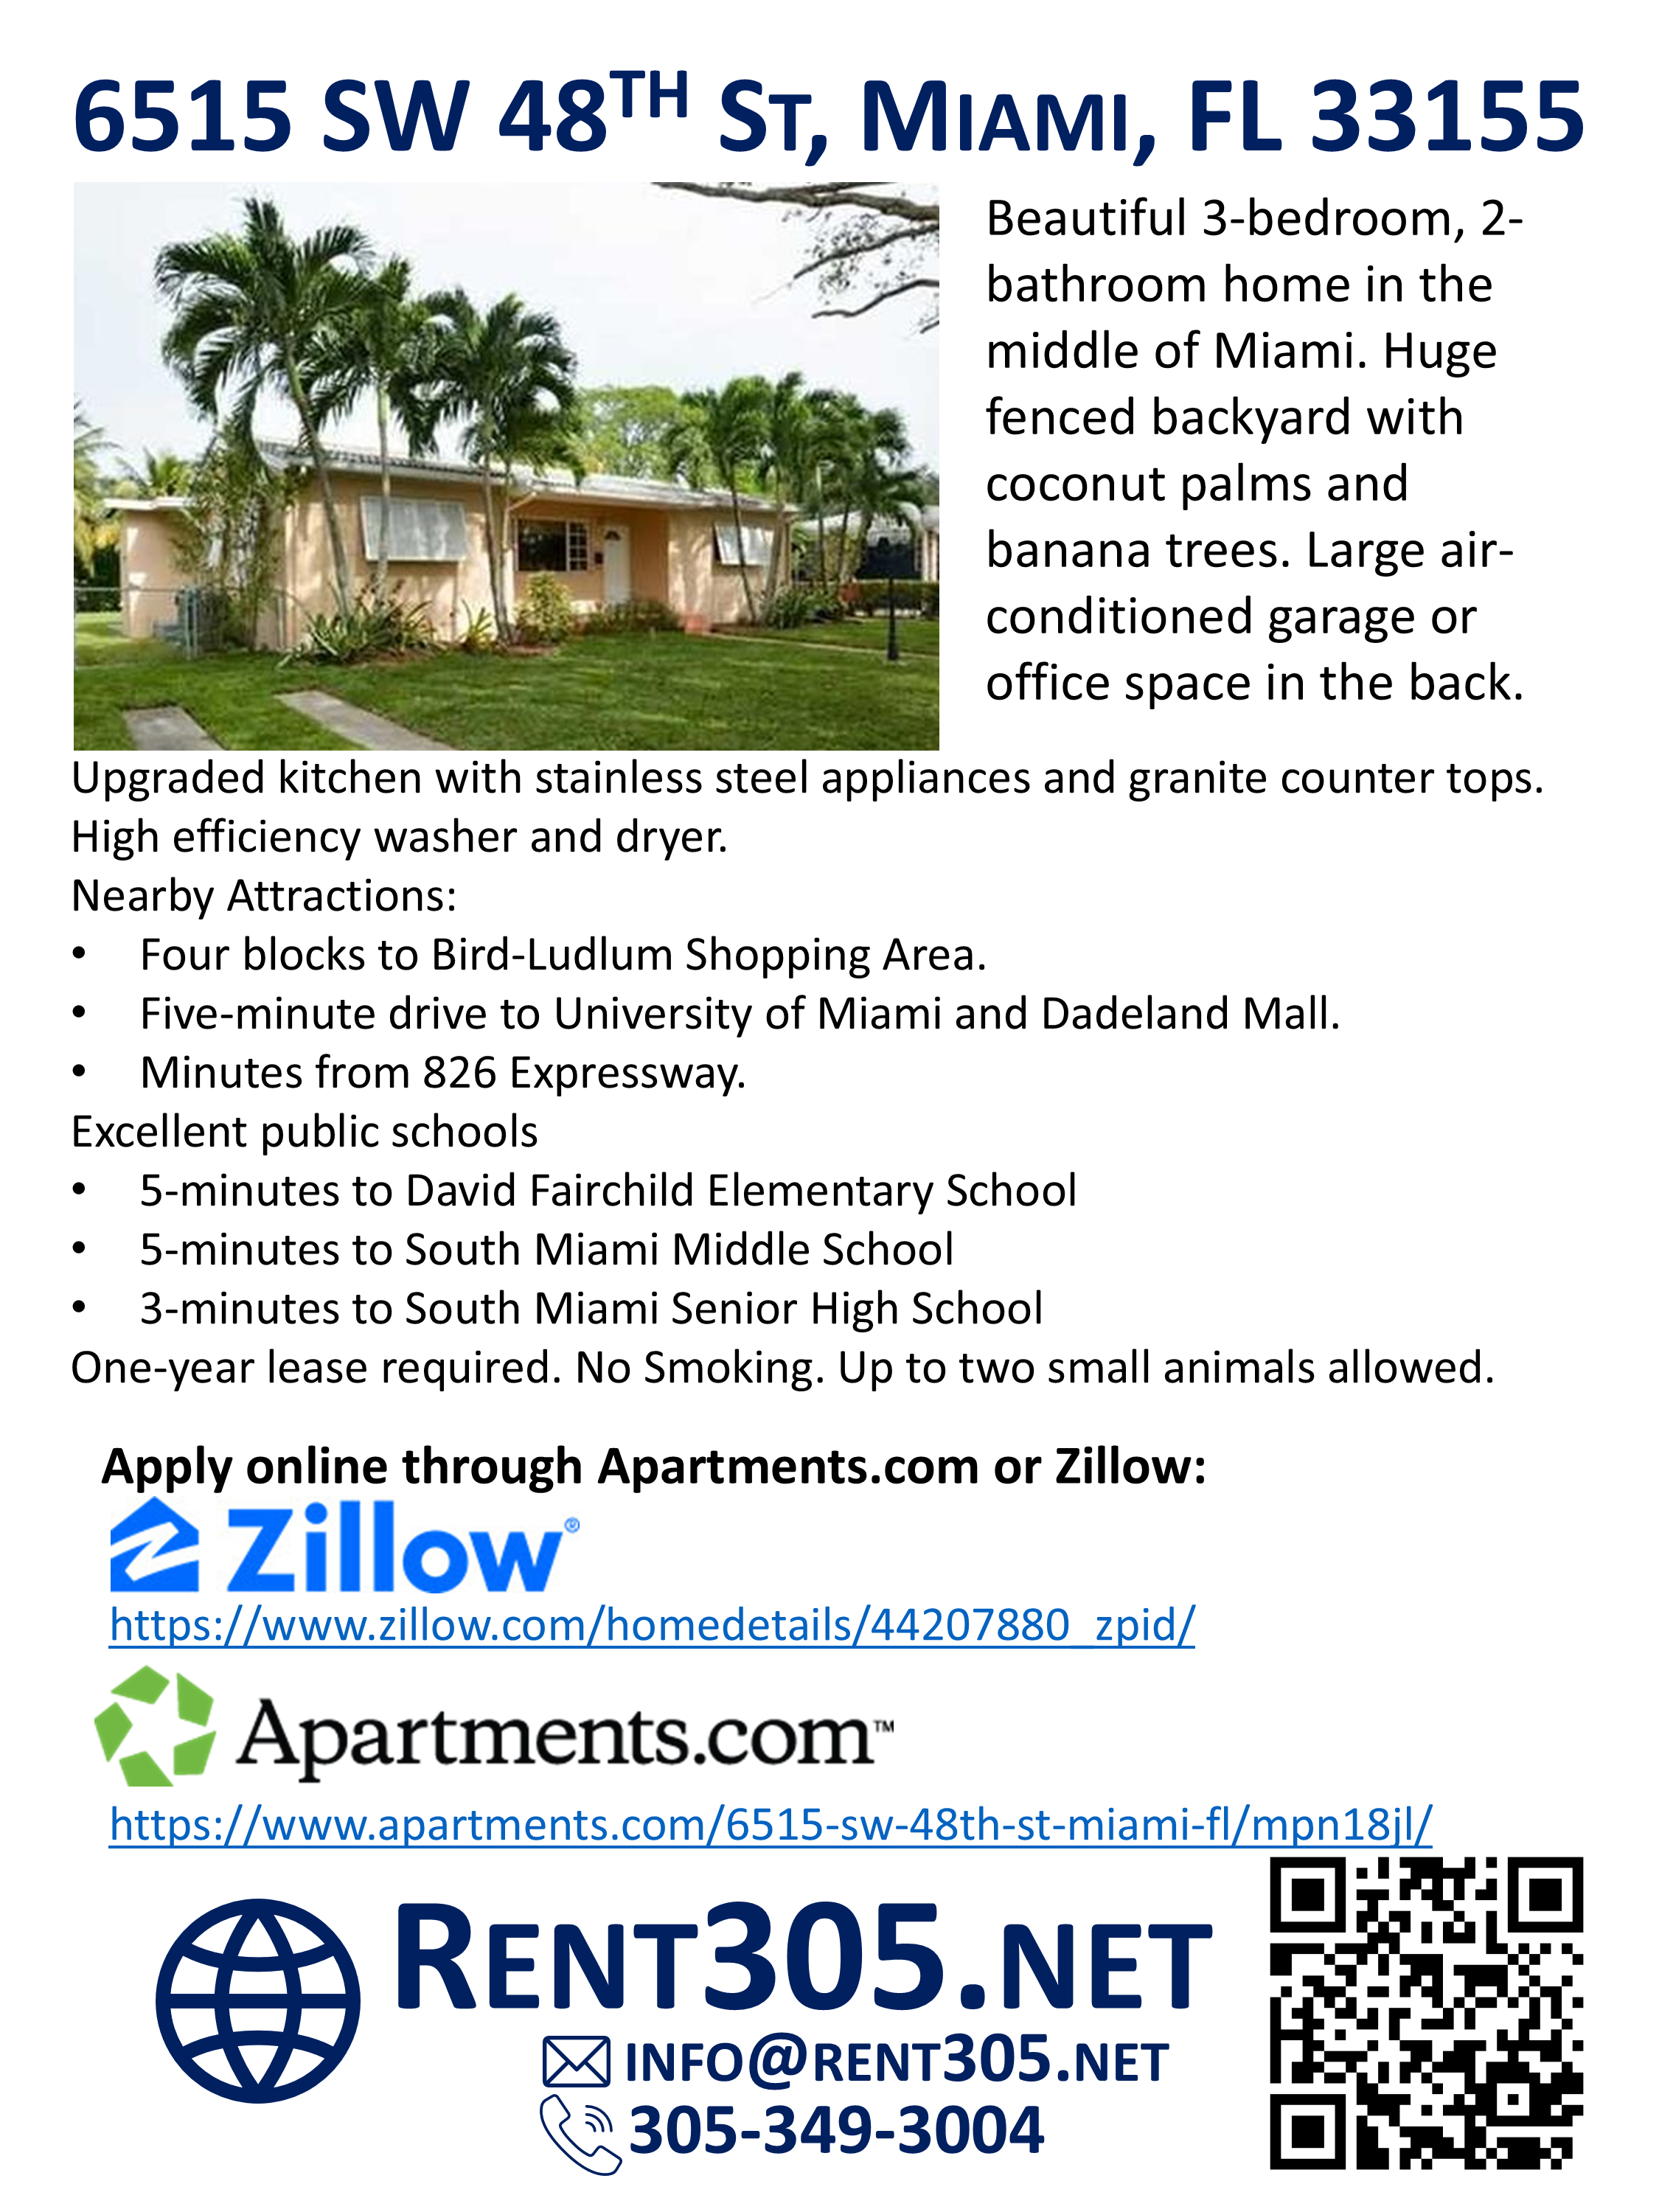 6515 SW 48TH ST, MIAMI, FL 33155
Beautiful 3-bedroom, 2-
bathroom home in the
middle of Miami. Huge
fenced backyard with
coconut palms and
banana trees. Large air-
conditioned garage or
office space in the back.
Upgraded kitchen with stainless steel appliances and granite counter tops.
High efficiency washer and dryer.
Nearby Attractions:
• Four blocks to Bird-Ludlum Shopping Area.
• Five-minute drive to University of Miami and Dadeland Mall.
• Minutes from 826 Expressway.
Excellent public schools
• 5-minutes to David Fairchild Elementary School
• 5-minutes to South Miami Middle School
• 3-minutes to South Miami Senior High School
One-year lease required. No Smoking. Up to two small animals allowed.
Apply online through Apartments.com or Zillow:
Zillow®
https://www.zillow.com/homedetails/44207880_zpid/
Apartments.com™
https://www.apartments.com/6515-sw-48th-st-miami-fl/mpn18jl/
RENT305.NET
INFO@RENT305.NET
305-349-3004